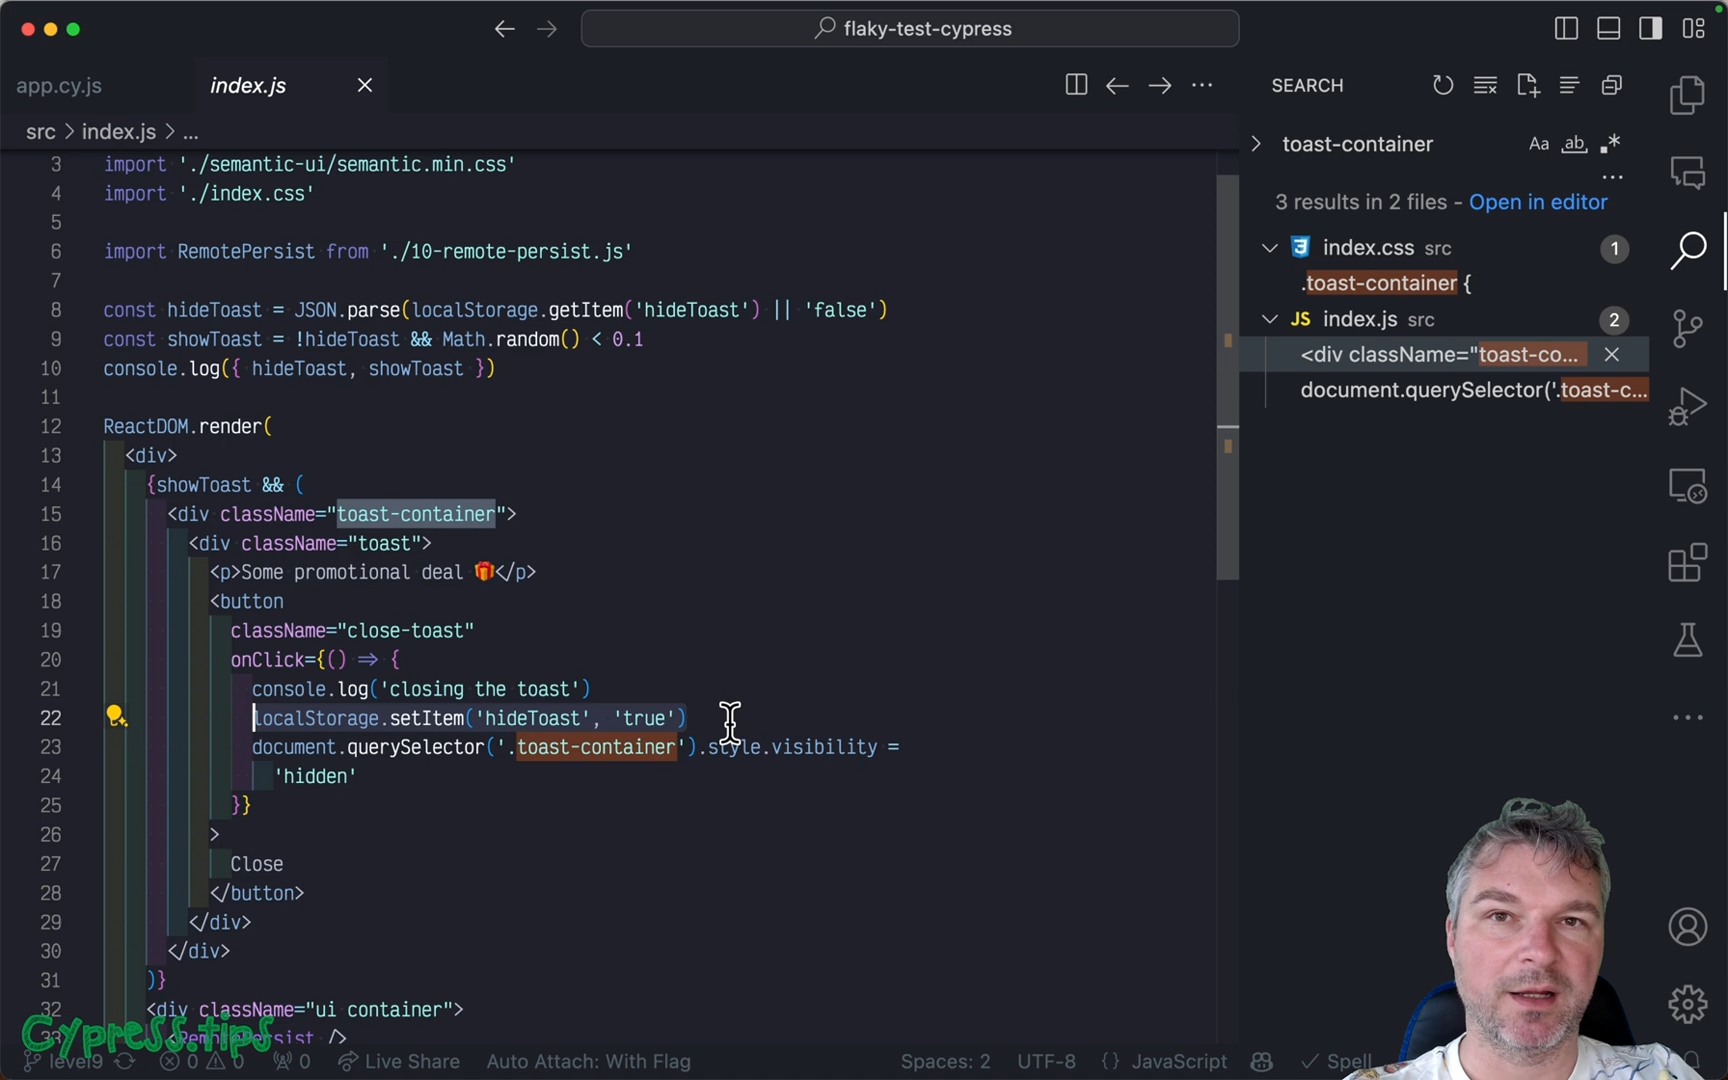 flaky-test-cypress
app.cy.js
index.js
src > index.js > ...
3 import './semantic-ui/semantic.min.css'
4 import './index.css'
5
6 import RemotePersist from './10-remote-persist.js'
7
8 const hideToast = JSON.parse(localStorage.getItem('hideToast') || 'false')
9 const showToast = !hideToast && Math.random() < 0.1
10 console.log({ hideToast, showToast })
11
12 ReactDOM.render(
13 <div>
14 {showToast && (
15 <div className="toast-container">
16 <div className="toast">
17 <p>Some promotional deal 🎁</p>
18 <button
19 className="close-toast"
20 onClick={() => {
21 console.log('closing the toast')
22 localStorage.setItem('hideToast', 'true')
23 document.querySelector('.toast-container').style.visibility =
24 'hidden'
25 }}
26 >
27 Close
28 </button>
29 </div>
30 </div>
31 )}
32 <div className="ui container">
33 <RemotePersist />
Cypress.tips
level9 0 0 0 Live Share Auto Attach: With Flag Spaces: 2 UTF-8 {} JavaScript Spell
SEARCH
toast-container Aa ab
3 results in 2 files - Open in editor
index.css src 1
.toast-container {
JS index.js src 2
<div className="toast-co...
document.querySelector('.toast-c...